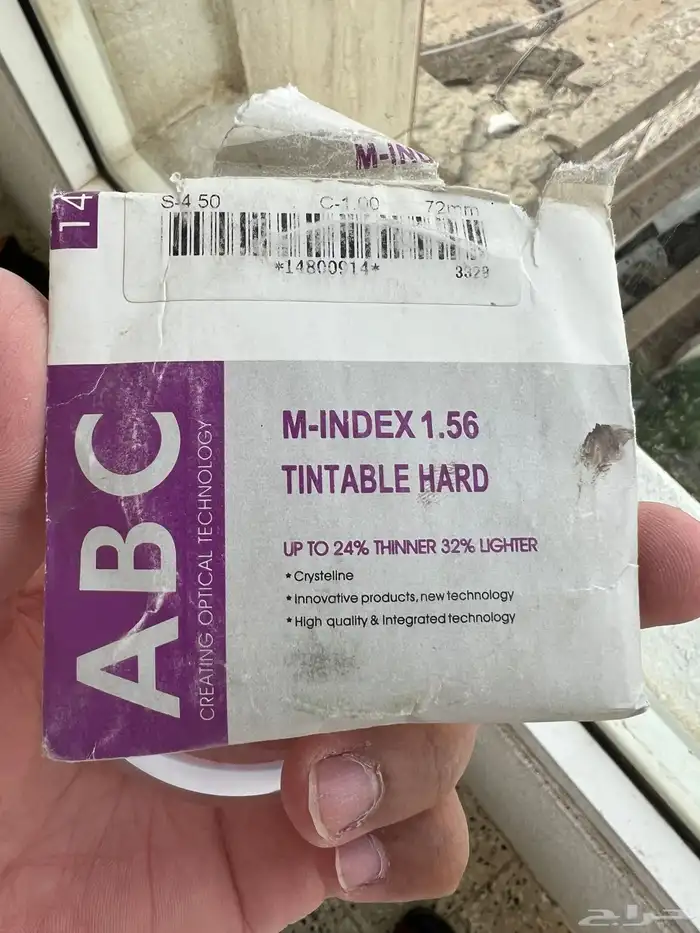 M-IND
14
S-4 50 C-1.00 72mm
*14800914*
3329
ABC
CREATING OPTICAL TECHNOLOGY
M-INDEX 1.56
TINTABLE HARD
UP TO 24% THINNER 32% LIGHTER
* Crysteline
* Innovative products, new technology
* High quality & Integrated technology
حراج